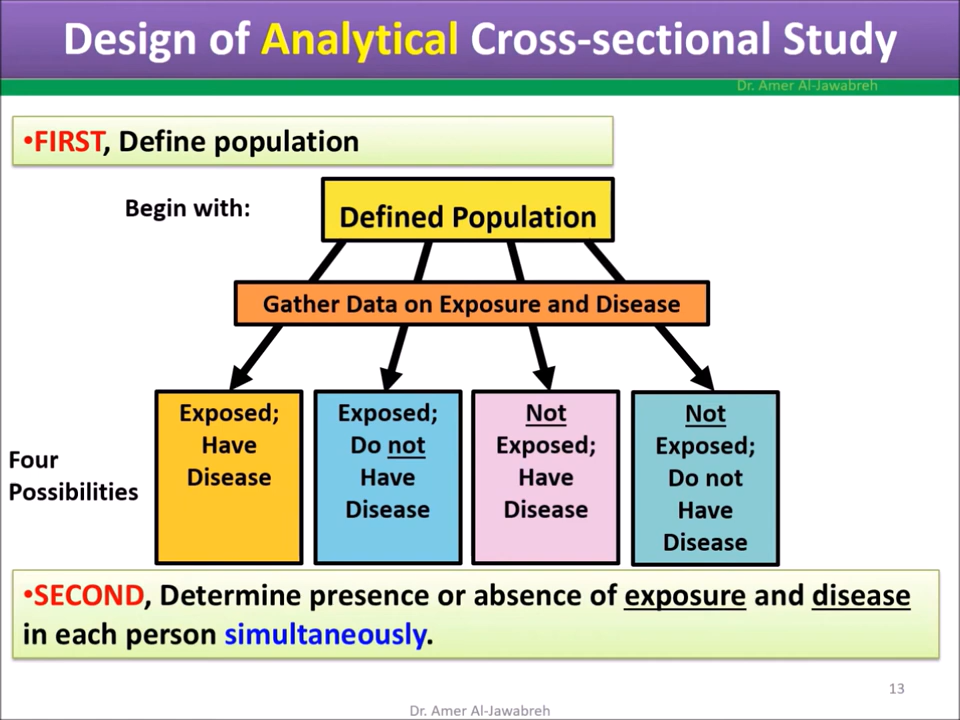 Design of Analytical Cross-sectional Study
Dr. Amer Al-Jawabreh
•FIRST, Define population
Begin with:
Defined Population
Gather Data on Exposure and Disease
Four
Possibilities
Exposed;
Have
Disease
Exposed;
Do not
Have
Disease
Not
Exposed;
Have
Disease
Not
Exposed;
Do not
Have
Disease
•SECOND, Determine presence or absence of exposure and disease
in each person simultaneously.
13
Dr. Amer Al-Jawabreh